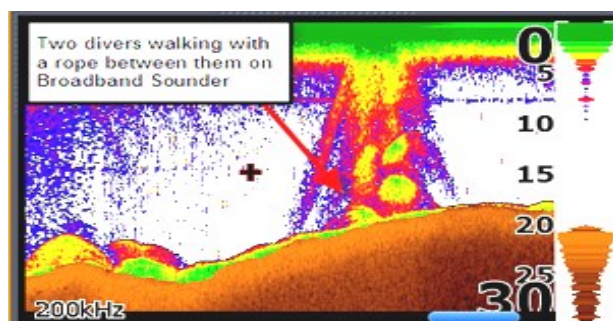 Two divers walking with
a rope between them on
Broadband Sounder
0
5
10
15
20
25
30
200kHz